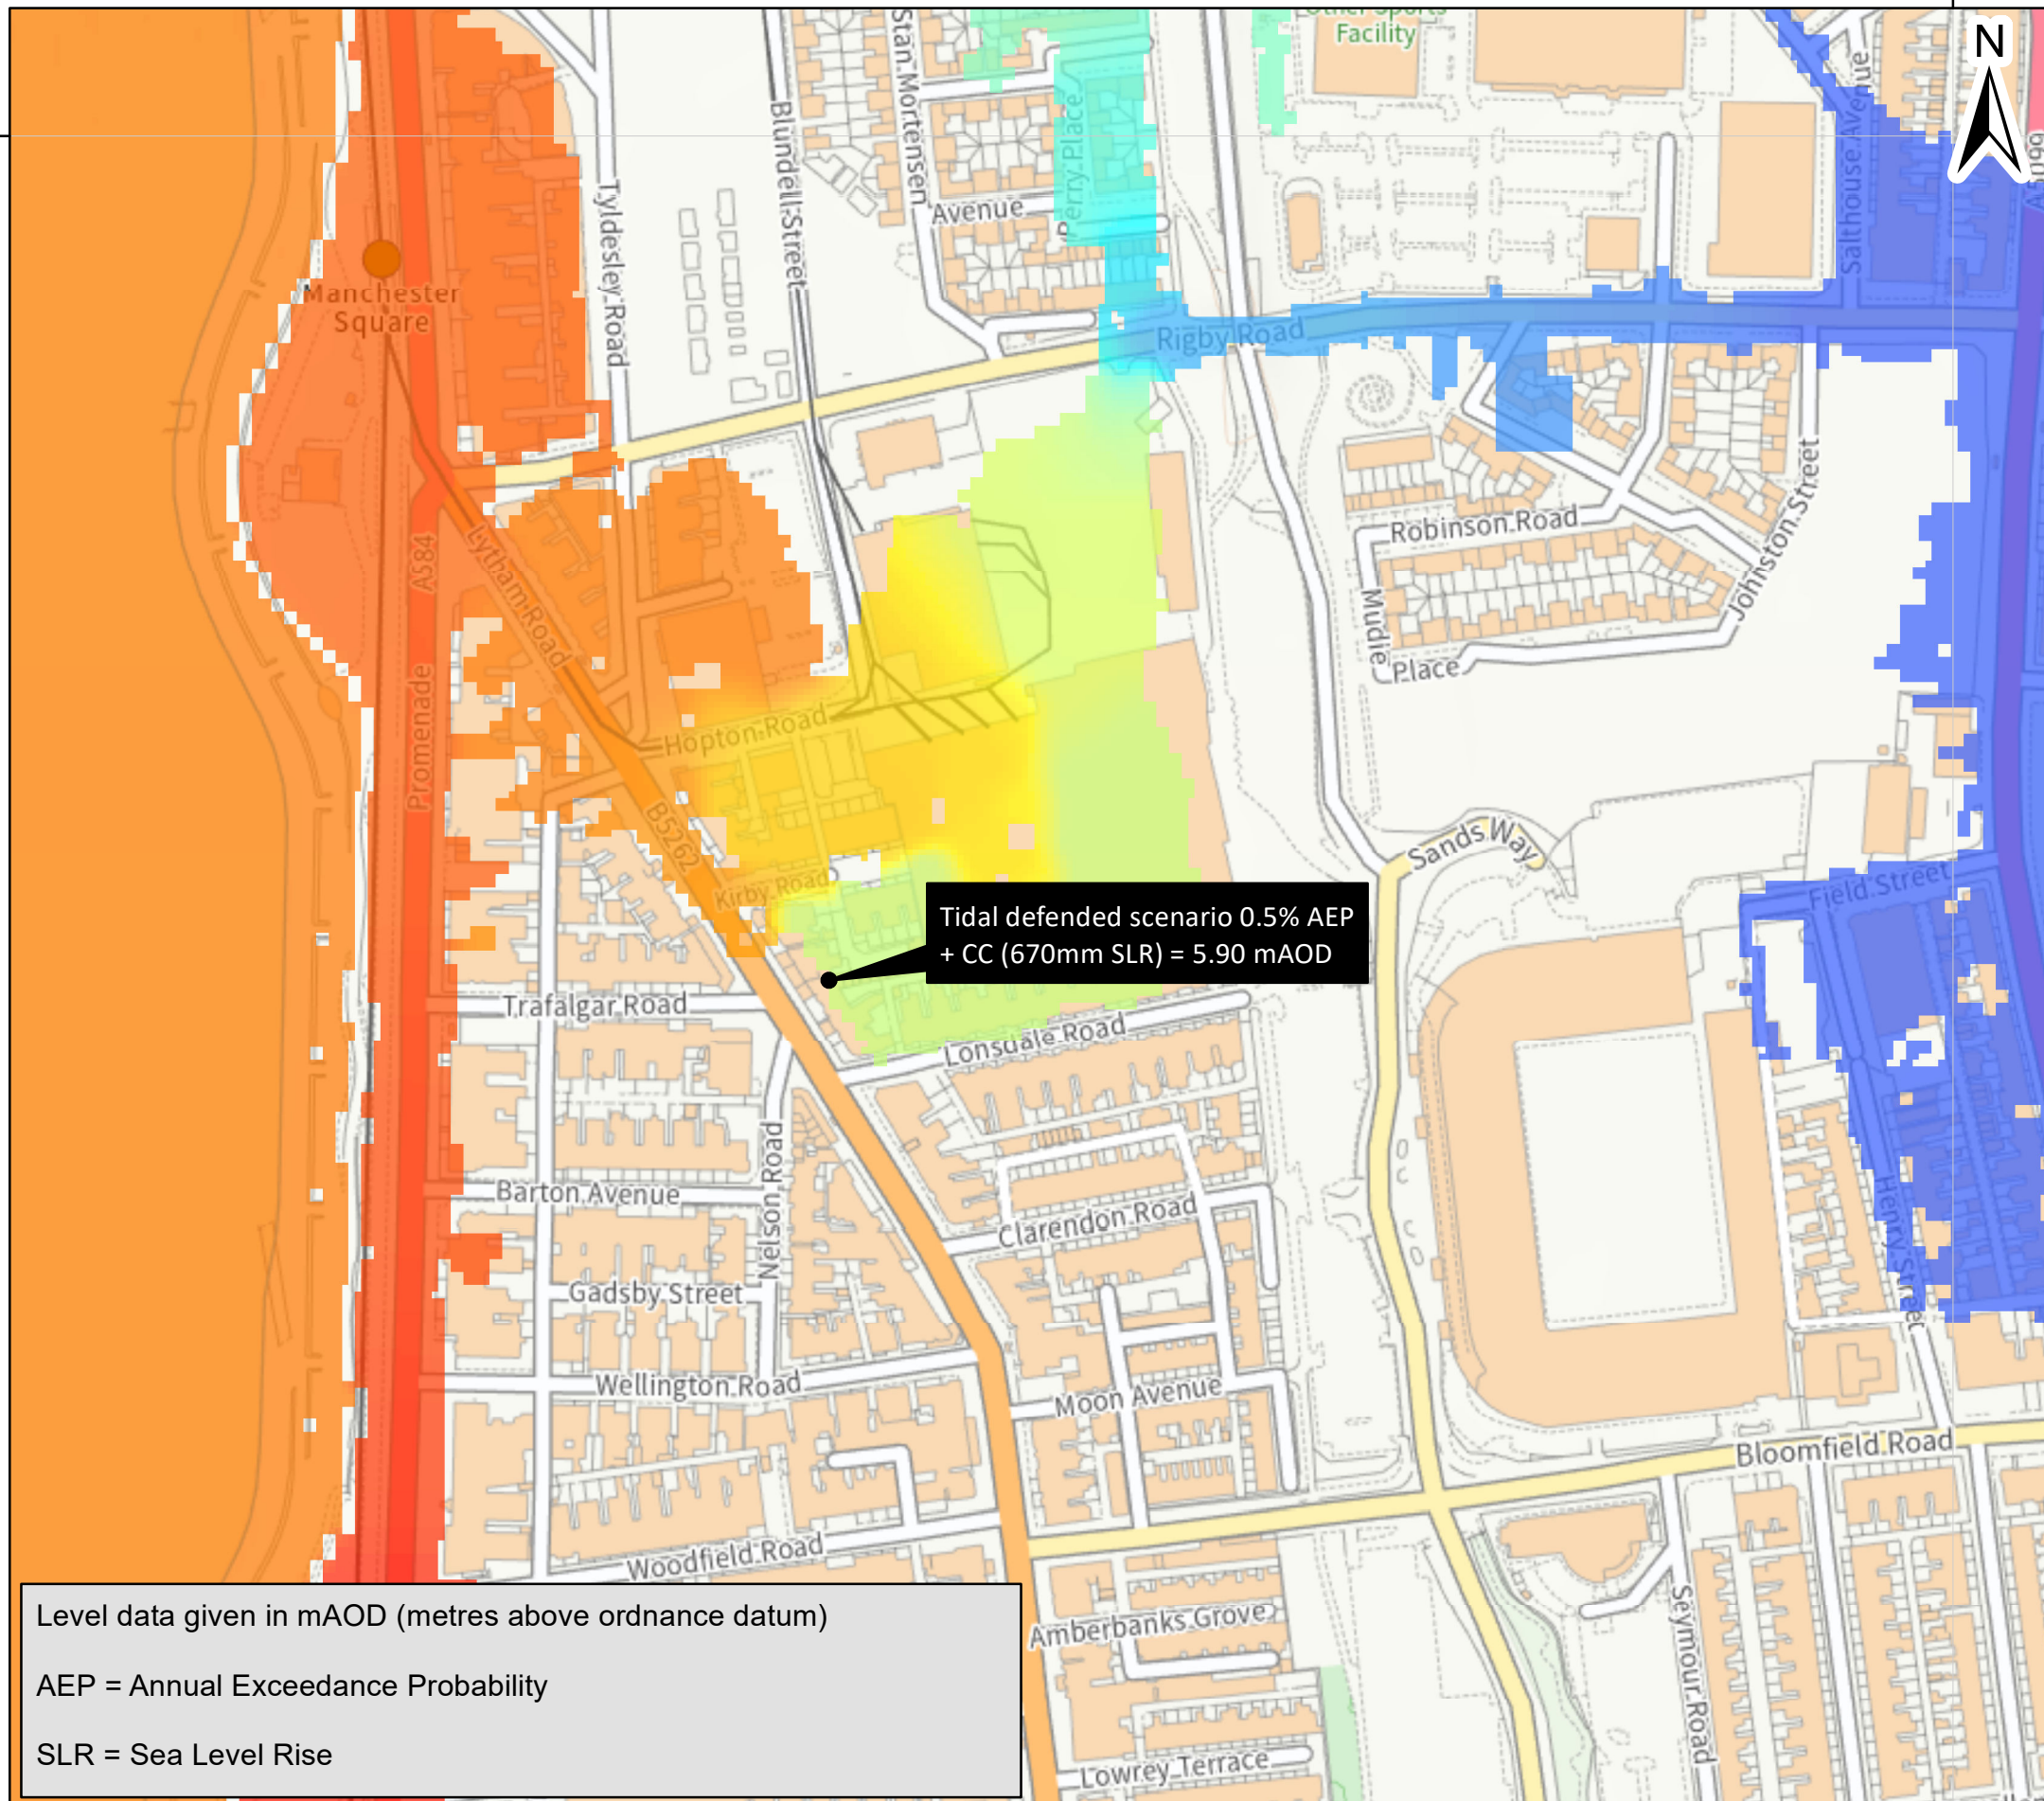 Other Sports
Facility
N
Stan Mortensen
Avenue
Blundell Street
Tyldesley Road
Perry Place
Salthouse Avenue
Manchester
Square
Rigby Road
A584
Promenade
Lytham Road
Robinson Road
Johnston Street
Mudie
Place
Hopton Road
B5262
Kirby Road
Sands Way
Field Street
Tidal defended scenario 0.5% AEP
+ CC (670mm SLR) = 5.90 mAOD
Trafalgar Road
Lonsdale Road
Nelson Road
Barton Avenue
Clarendon Road
Henry Street
Gadsby Street
Wellington Road
Moon Avenue
Bloomfield Road
Woodfield Road
Amberbanks Grove
Seymour Road
Lowrey Terrace
Level data given in mAOD (metres above ordnance datum)
AEP = Annual Exceedance Probability
SLR = Sea Level Rise